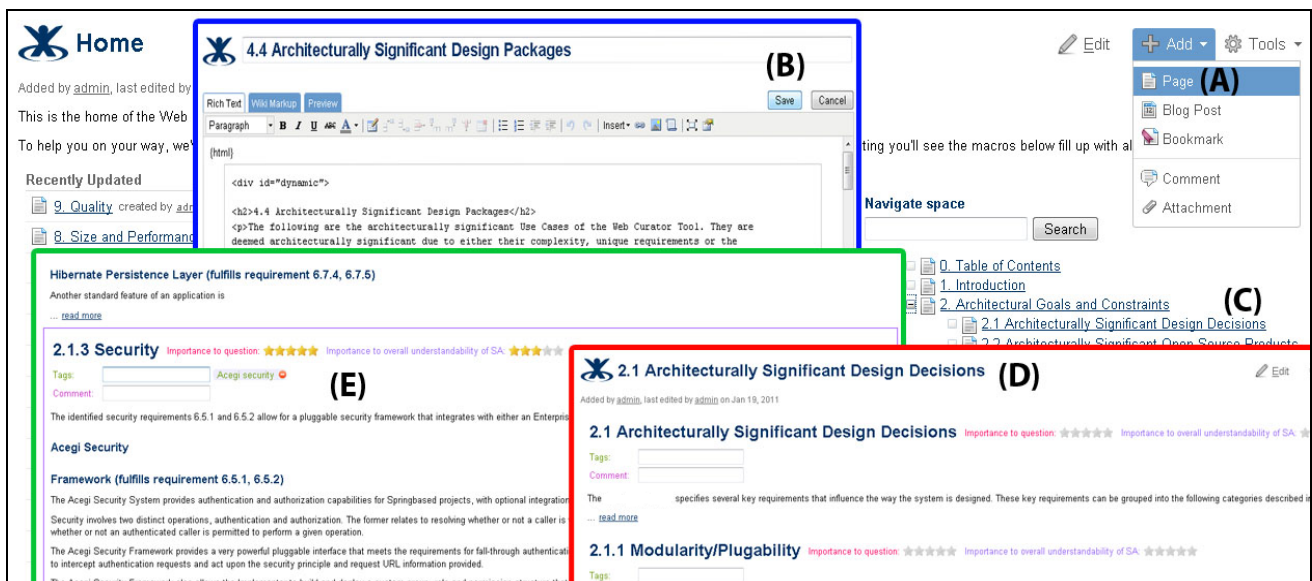 Home
Edit
Add
Tools
Added by admin, last edited by
This is the home of the Web
To help you on your way, we'
ting you'll see the macros below fill up with al
Recently Updated
9. Quality created by
8. Size and Performanc
Page (A)
Blog Post
Bookmark
Comment
Attachment
4.4 Architecturally Significant Design Packages
(B)
Rich Text Wiki Markup Preview
Save Cancel
Paragraph B I U ABC A Insert
{html}
<div id="dynamic">
<h2>4.4 Architecturally Significant Design Packages</h2>
<p>The following are the architecturally significant Use Cases of the Web Curator Tool. They are
deemed architecturally significant due to either their complexity, unique requirements or the
Navigate space
Search
0. Table of Contents
1. Introduction
2. Architectural Goals and Constraints
(C)
2.1 Architecturally Significant Design Decisions
2.2 Architecturally Significant Open Source Products
Hibernate Persistence Layer (fulfills requirement 6.7.4, 6.7.5)
Another standard feature of an application is
... read more
2.1.3 Security Importance to question: Importance to overall understandability of SA:
Tags: Acegi security
(E)
Comment:
The identified security requirements 6.5.1 and 6.5.2 allow for a pluggable security framework that integrates with either an Enterpris
Acegi Security
Framework (fulfills requirement 6.5.1, 6.5.2)
The Acegi Security System provides authentication and authorization capabilities for Springbased projects, with optional integration
Security involves two distinct operations, authentication and authorization. The former relates to resolving whether or not a caller is
whether or not an authenticated caller is permitted to perform a given operation.
The Acegi Security Framework provides a very powerful pluggable interface that meets the requirements for fall-through authenticati
to intercept authentication requests and act upon the security principle and request URL information provided.
2.1 Architecturally Significant Design Decisions (D)
Edit
Added by admin, last edited by admin on Jan 19, 2011
2.1 Architecturally Significant Design Decisions Importance to question: Importance to overall understandability of SA:
Tags:
Comment:
The specifies several key requirements that influence the way the system is designed. These key requirements can be grouped into the following categories described i
... read more
2.1.1 Modularity/Plugability Importance to question: Importance to overall understandability of SA:
Tags: